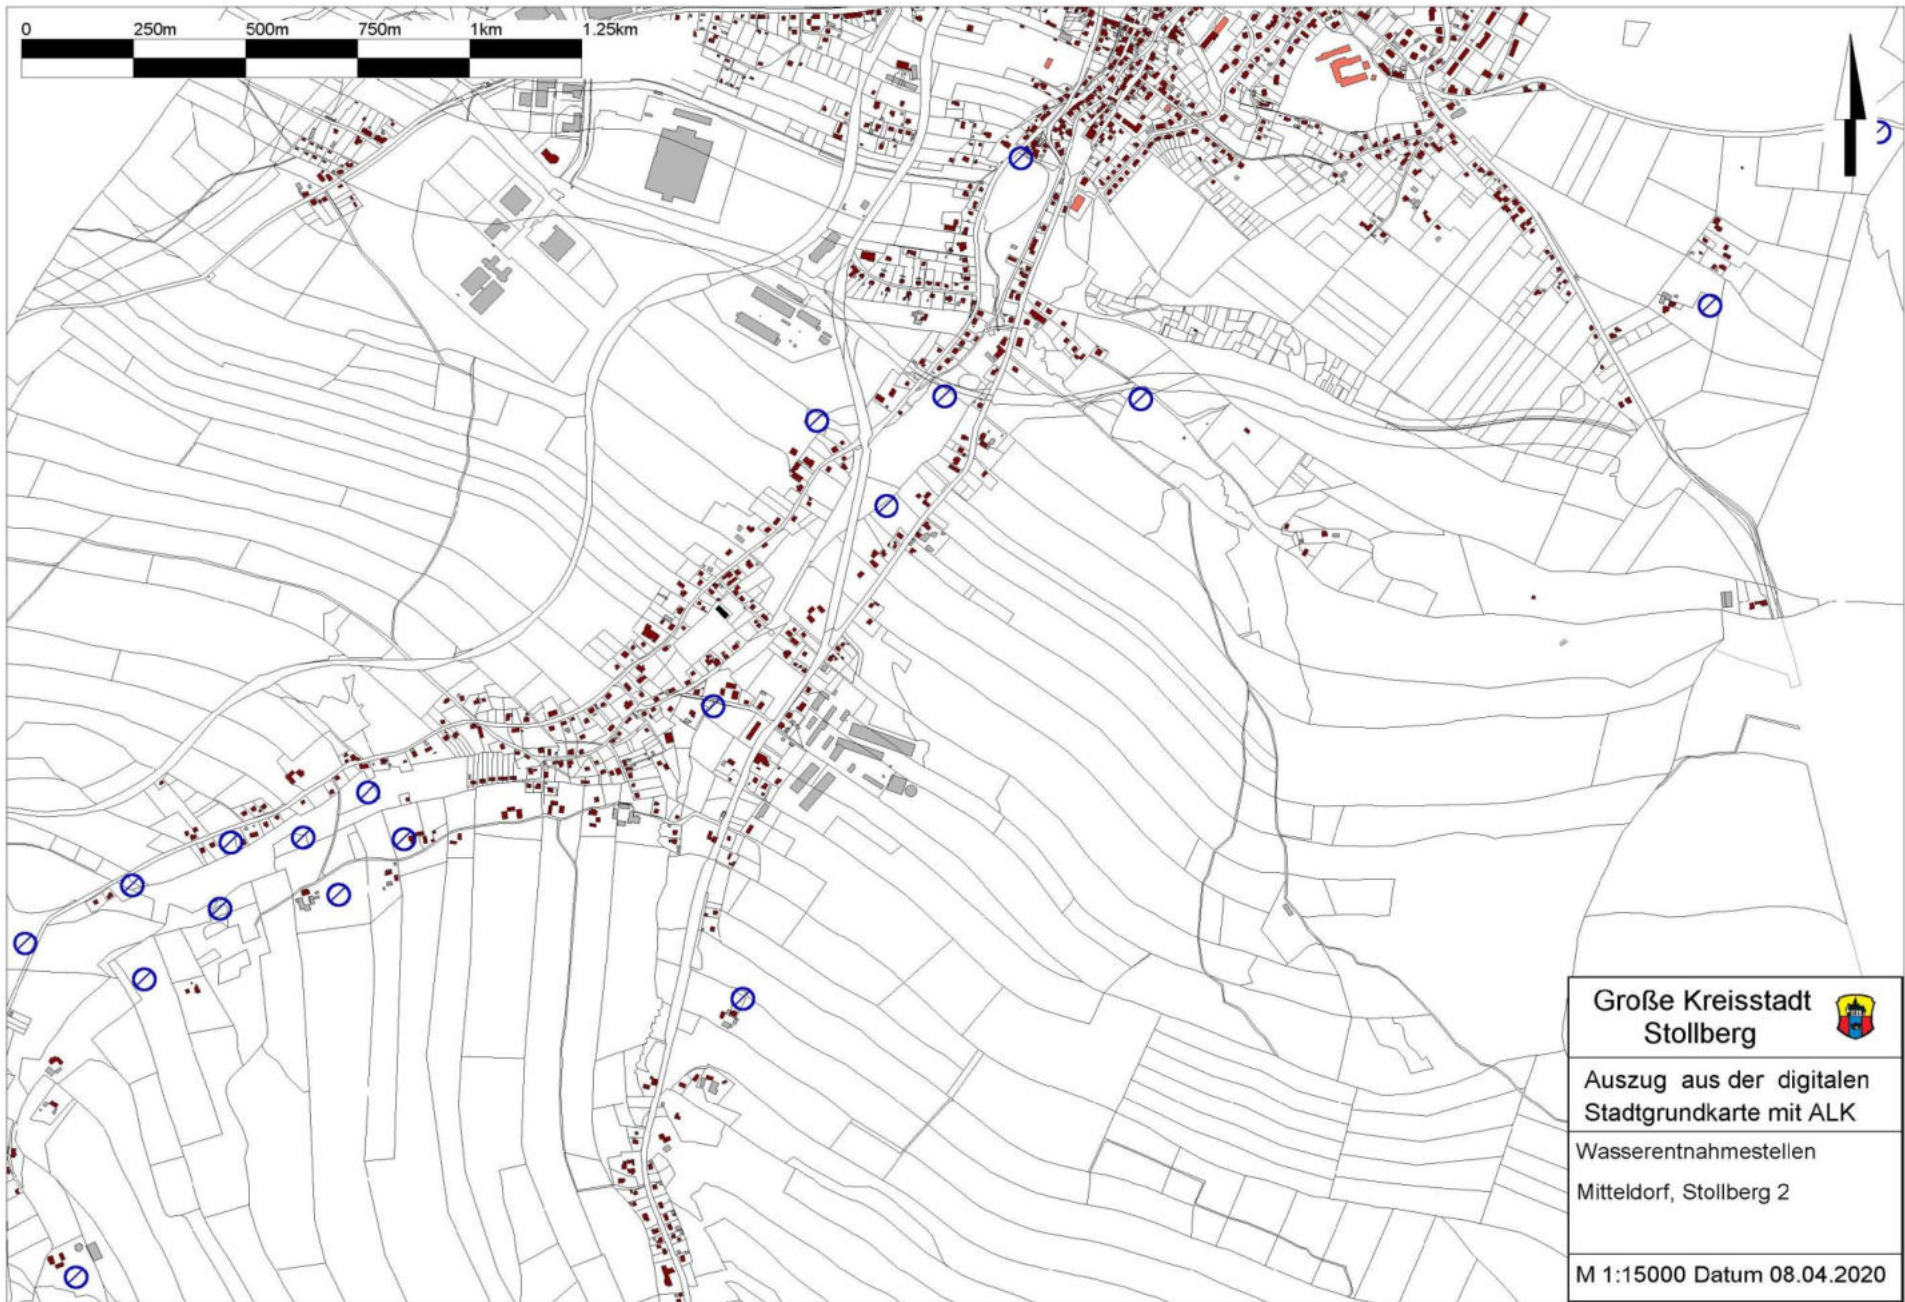 0 250m 500m 750m 1km 1.25km
Große Kreisstadt
Stollberg
Auszug aus der digitalen
Stadtgrundkarte mit ALK
Wasserentnahmestellen
Mitteldorf, Stollberg 2
M 1:15000 Datum 08.04.2020